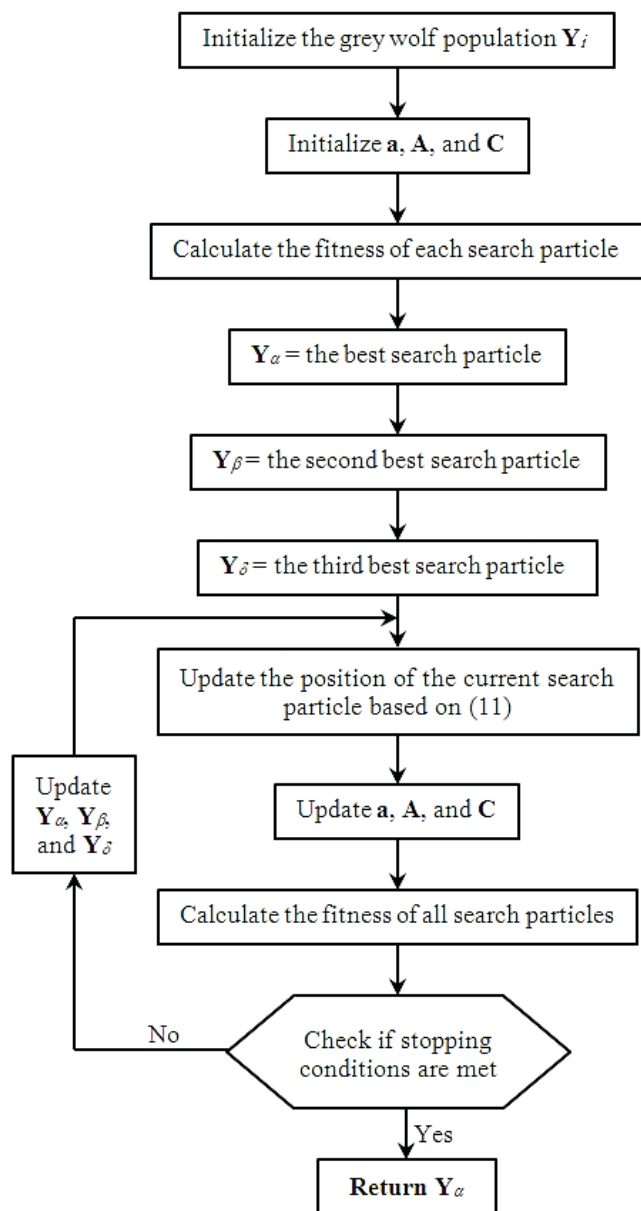 Initialize the grey wolf population Yᵢ
Initialize a, A, and C
Calculate the fitness of each search particle
Yα = the best search particle
Yβ = the second best search particle
Yδ = the third best search particle
Update the position of the current search
particle based on (11)
Update
Yα, Yβ,
and Yδ
Update a, A, and C
Calculate the fitness of all search particles
No
Check if stopping
conditions are met
Yes
Return Yα